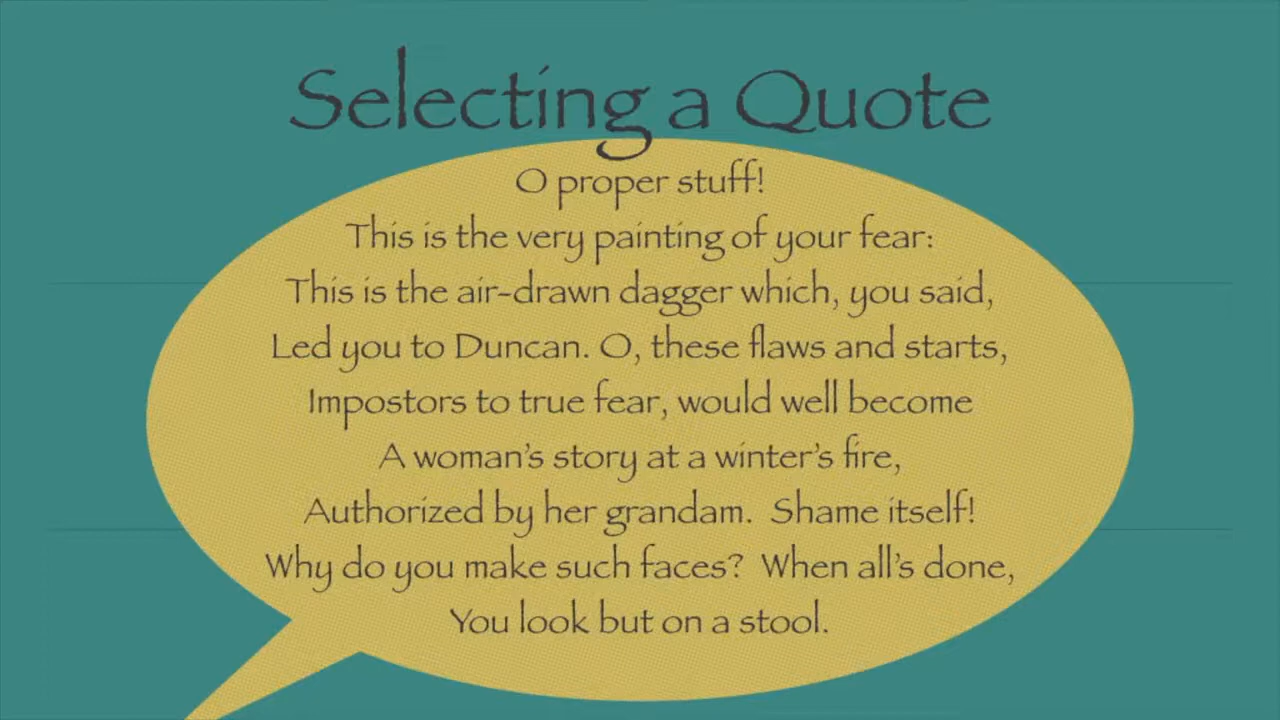 Selecting a Quote
O proper stuff!
This is the very painting of your fear:
This is the air-drawn dagger which, you said,
Led you to Duncan. O, these flaws and starts,
Impostors to true fear, would well become
A woman's story at a winter's fire,
Authorized by her grandam.  Shame itself!
Why do you make such faces?  When all's done,
You look but on a stool.